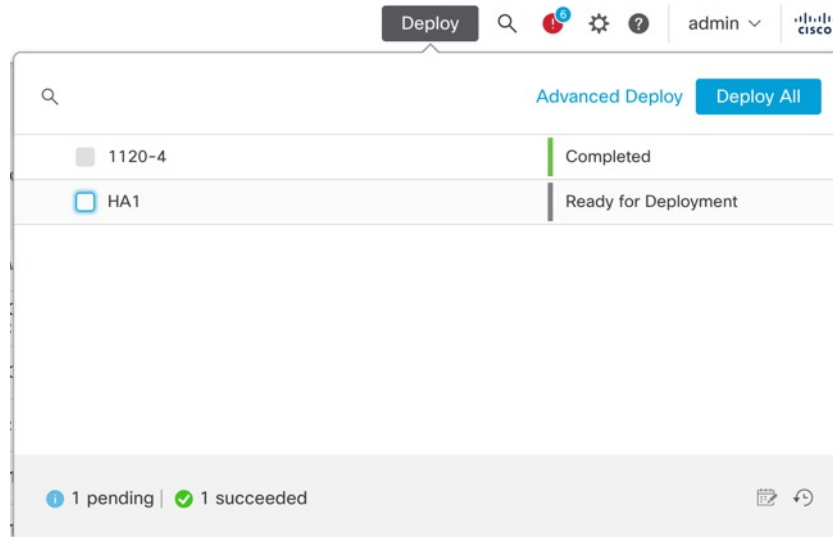 Deploy 6 admin cisco
Advanced Deploy Deploy All
1120-4 Completed
HA1 Ready for Deployment
1 pending 1 succeeded